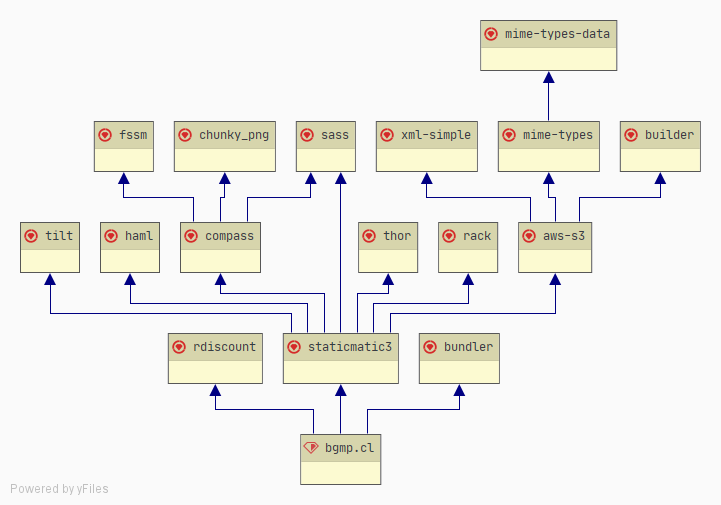 mime-types-data
fssm
chunky_png
sass
xml-simple
mime-types
builder
tilt
haml
compass
thor
rack
aws-s3
rdiscount
staticmatic3
bundler
bgmp.cl
Powered by yFiles